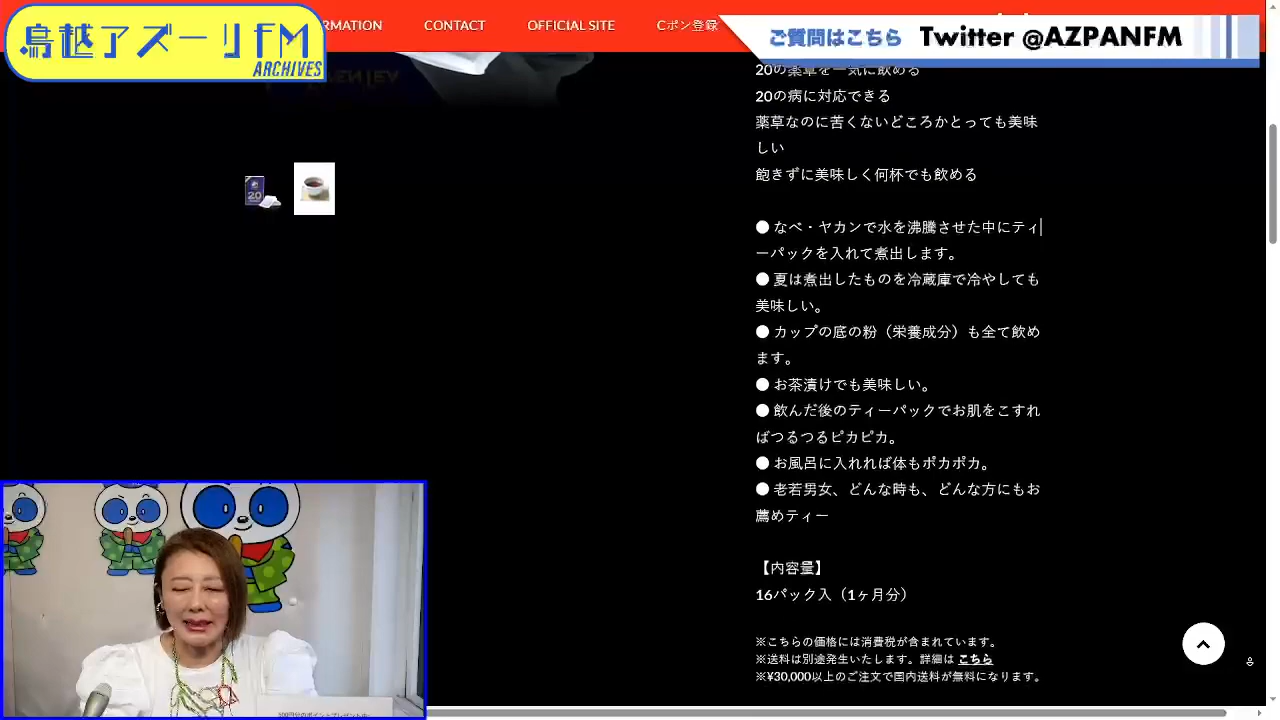 鳥越アズーリFM
ARCHIVES
RMATION
CONTACT
OFFICIAL SITE
Cポン登録
ご質問はこちら Twitter @AZPANFM
20の薬草を一気に飲める
20の病に対応できる
薬草なのに苦くないどころかとっても美味
しい
飽きずに美味しく何杯でも飲める
● なべ・ヤカンで水を沸騰させた中にティ
ーパックを入れて煮出します。
● 夏は煮出したものを冷蔵庫で冷やしても
美味しい。
● カップの底の粉（栄養成分）も全て飲め
ます。
● お茶漬けでも美味しい。
● 飲んだ後のティーパックでお肌をこすれ
ばつるつるピカピカ。
● お風呂に入れれば体もポカポカ。
● 老若男女、どんな時も、どんな方にもお
薦めティー
【内容量】
16パック入（1ヶ月分）
※こちらの価格には消費税が含まれています。
※送料は別途発生いたします。詳細は こちら
※¥30,000以上のご注文で国内送料が無料になります。
20